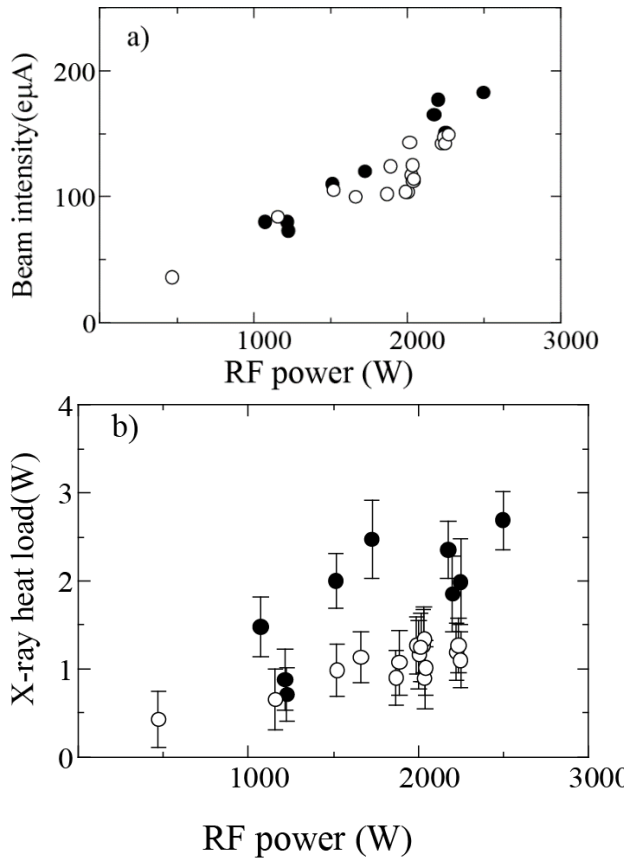 a)
Beam intensity(eμA)
200
100
0
1000 2000 3000
RF power (W)
b)
X-ray heat load(W)
4
3
2
1
0
1000 2000 3000
RF power (W)